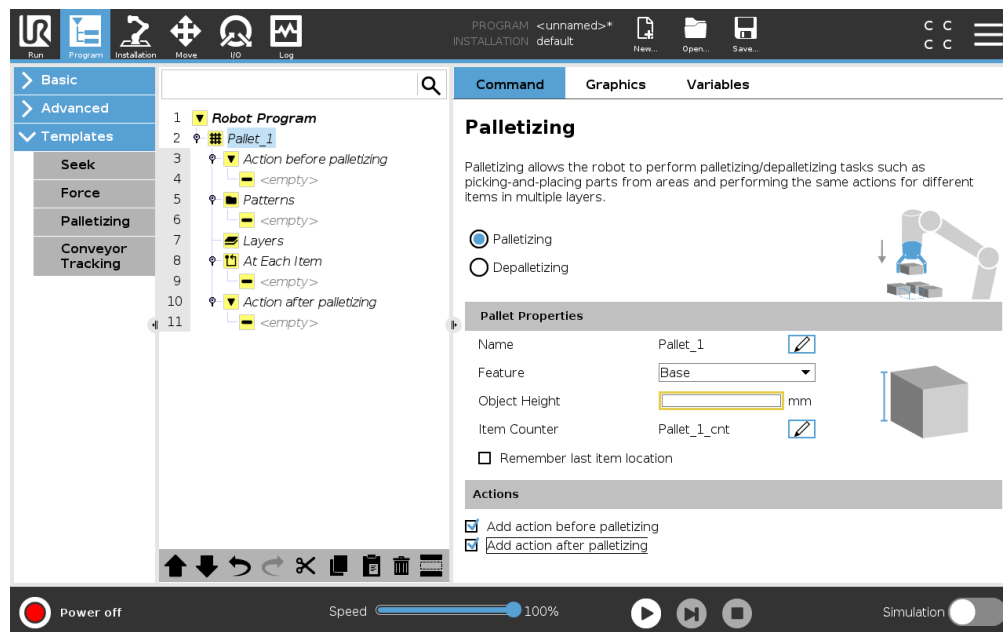 PROGRAM <unnamed>*
INSTALLATION default
UR
Run
Program
Installation
Move
I/O
Log
New...
Open...
Save...
C C
C C
Basic
Advanced
Templates
Seek
Force
Palletizing
Conveyor
Tracking
1 Robot Program
2 Pallet_1
3 Action before palletizing
4 <empty>
5 Patterns
6 <empty>
7 Layers
8 At Each Item
9 <empty>
10 Action after palletizing
11 <empty>
Command Graphics Variables
Palletizing
Palletizing allows the robot to perform palletizing/depalletizing tasks such as
picking-and-placing parts from areas and performing the same actions for different
items in multiple layers.
Palletizing
Depalletizing
Pallet Properties
Name Pallet_1
Feature Base
Object Height mm
Item Counter Pallet_1_cnt
Remember last item location
Actions
Add action before palletizing
Add action after palletizing
Power off
Speed 100%
Simulation